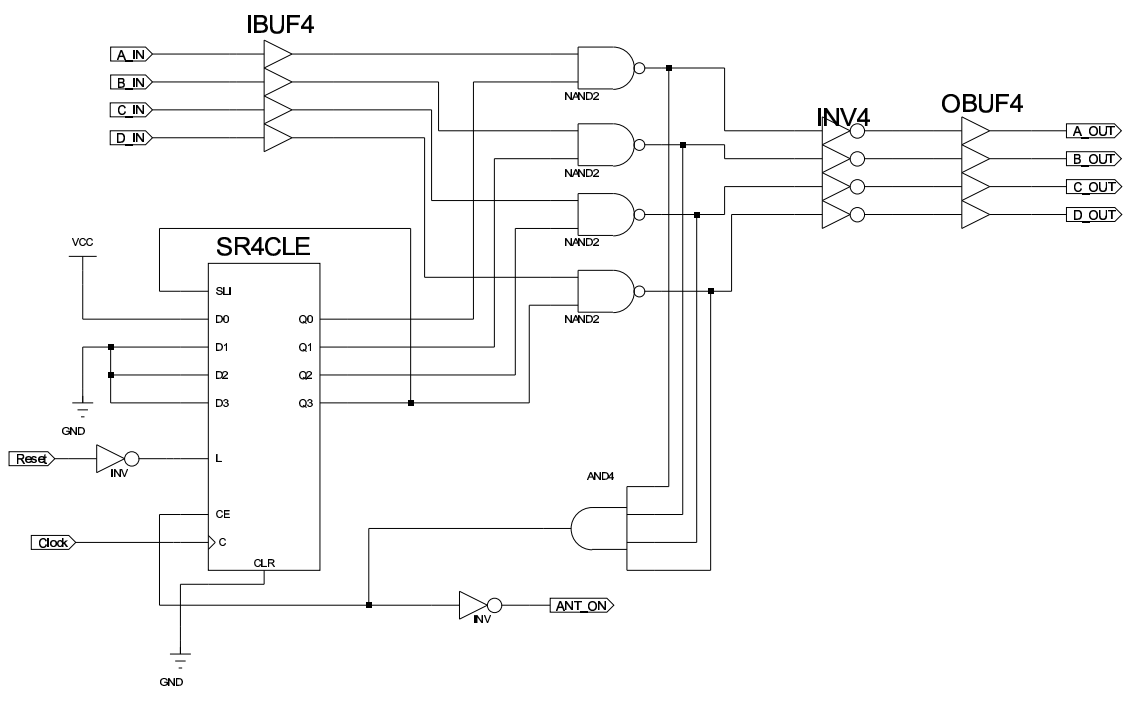 IBUF4
A_IN
B_IN
C_IN
D_IN
NAND2
NAND2
NAND2
NAND2
INV4
OBUF4
A_OUT
B_OUT
C_OUT
D_OUT
VCC
SR4CLE
SLI
D0
Q0
D1
Q1
D2
Q2
D3
Q3
GND
Reset
INV
L
AND4
CE
Clock
C
CLR
INV
ANT_ON
GND